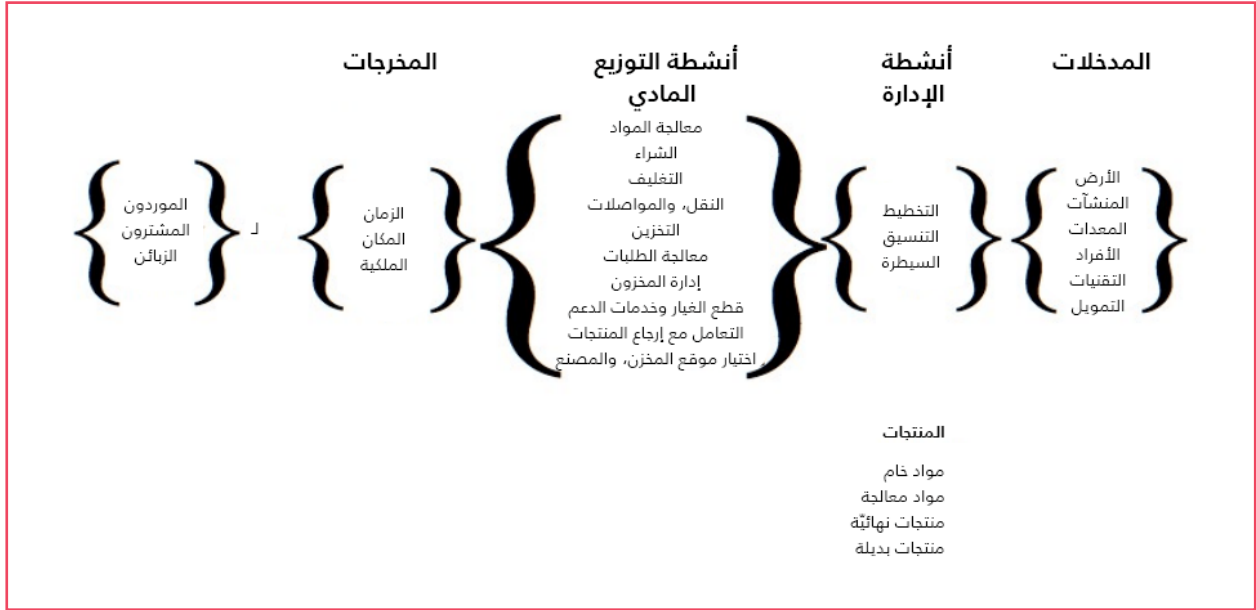 المدخلات
أنشطة
الإدارة
أنشطة التوزيع
المادي
المخرجات
الأرض
المنشآت
المعدات
الأفراد
التقنيات
التمويل
التخطيط
التنسيق
السيطرة
معالجة المواد
الشراء
التغليف
النقل، والمواصلات
التخزين
معالجة الطلبات
إدارة المخزون
قطع الغيار وخدمات الدعم
التعامل مع إرجاع المنتجات
اختيار موقع المخزن، والمصنع
الزمان
المكان
الملكية
لـ
الموردون
المشترون
الزبائن
المنتجات
مواد خام
مواد معالجة
منتجات نهائيّة
منتجات بديلة